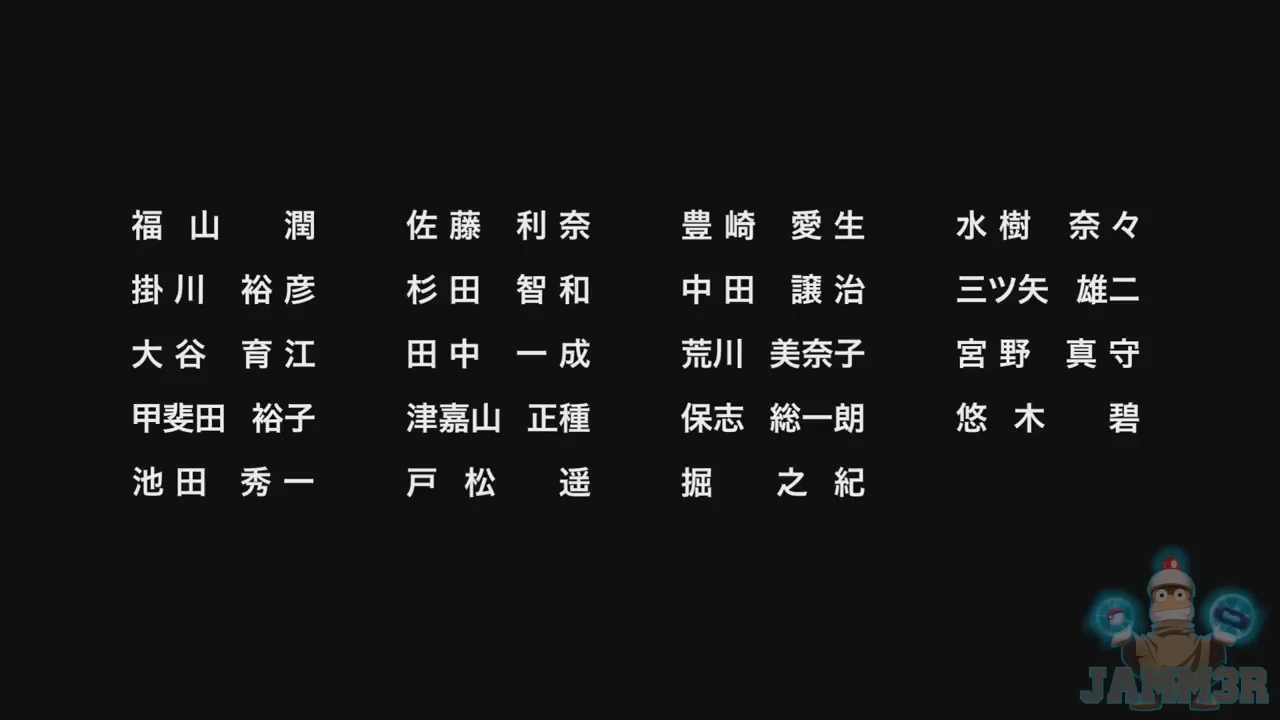 福山 潤 佐藤 利奈 豊崎 愛生 水樹 奈々
掛川 裕彦 杉田 智和 中田 譲治 三ツ矢 雄二
大谷 育江 田中 一成 荒川 美奈子 宮野 真守
甲斐田 裕子 津嘉山 正種 保志 総一朗 悠木 碧
池田 秀一 戸松 遥 掘 之紀
JAMM3R